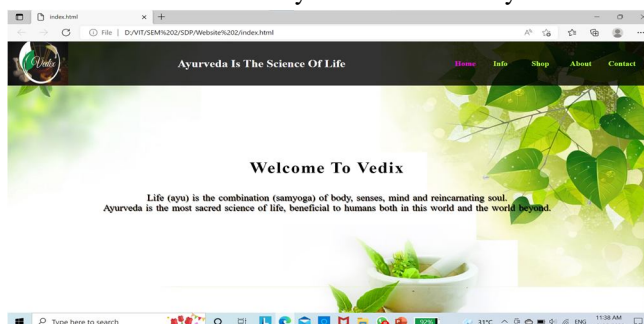 index.html
File | D:/VIT/SEM%202/SDP/Website%202/index.html
Vedix
Ayurveda Is The Science Of Life
Home Info Shop About Contact
Welcome To Vedix
Life (ayu) is the combination (samyoga) of body, senses, mind and reincarnating soul.
Ayurveda is the most sacred science of life, beneficial to humans both in this world and the world beyond.
Type here to search
92%
31°C
ENG
11:38 AM